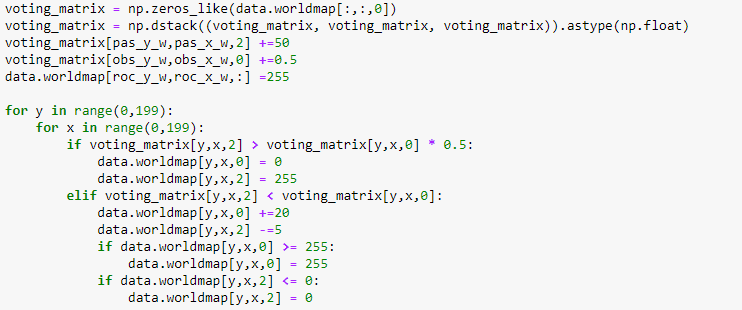 voting_matrix = np.zeros_like(data.worldmap[:,:,0])
voting_matrix = np.dstack((voting_matrix, voting_matrix, voting_matrix)).astype(np.float)
voting_matrix[pas_y_w,pas_x_w,2] +=50
voting_matrix[obs_y_w,obs_x_w,0] +=0.5
data.worldmap[roc_y_w,roc_x_w,:] =255

for y in range(0,199):
    for x in range(0,199):
        if voting_matrix[y,x,2] > voting_matrix[y,x,0] * 0.5:
            data.worldmap[y,x,0] = 0
            data.worldmap[y,x,2] = 255
        elif voting_matrix[y,x,2] < voting_matrix[y,x,0]:
            data.worldmap[y,x,0] +=20
            data.worldmap[y,x,2] -=5
            if data.worldmap[y,x,0] >= 255:
                data.worldmap[y,x,0] = 255
            if data.worldmap[y,x,2] <= 0:
                data.worldmap[y,x,2] = 0